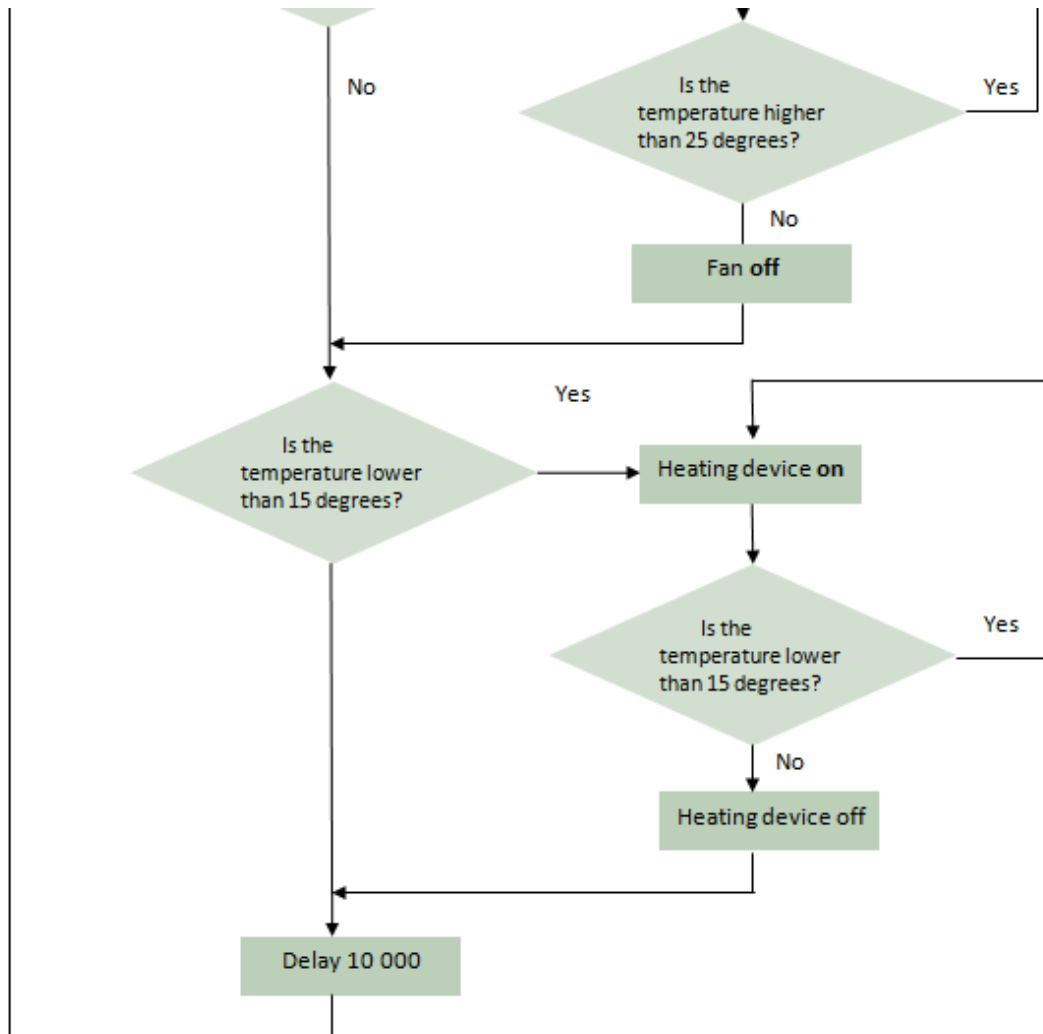 No
Is the
temperature higher
than 25 degrees?
Yes
No
Fan off
Yes
Is the
temperature lower
than 15 degrees?
Heating device on
Is the
temperature lower
than 15 degrees?
Yes
No
Heating device off
Delay 10 000